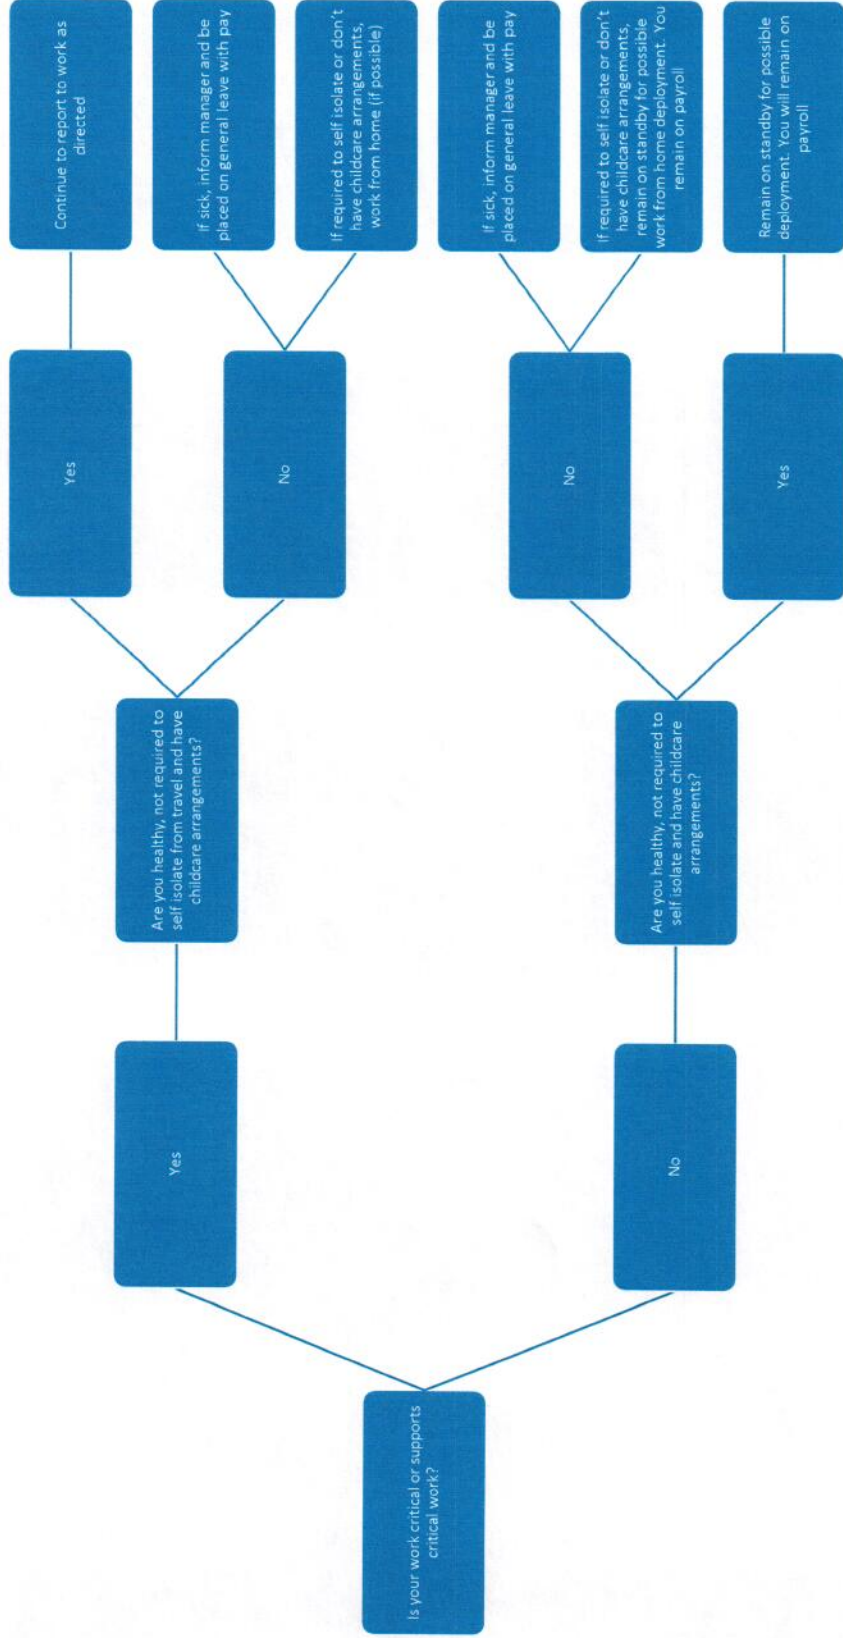 Is your work critical or supports
critical work?
Yes
Are you healthy, not required to
self isolate from travel and have
childcare arrangements?
Yes
Continue to report to work as
directed
No
If sick, inform manager and be
placed on general leave with pay
If required to self isolate or don't
have childcare arrangements,
work from home (if possible)
No
Are you healthy, not required to
self isolate and have childcare
arrangements?
No
If sick, inform manager and be
placed on general leave with pay
If required to self isolate or don't
have childcare arrangements,
remain on standby for possible
work from home deployment. You
remain on payroll
Yes
Remain on standby for possible
deployment. You will remain on
payroll